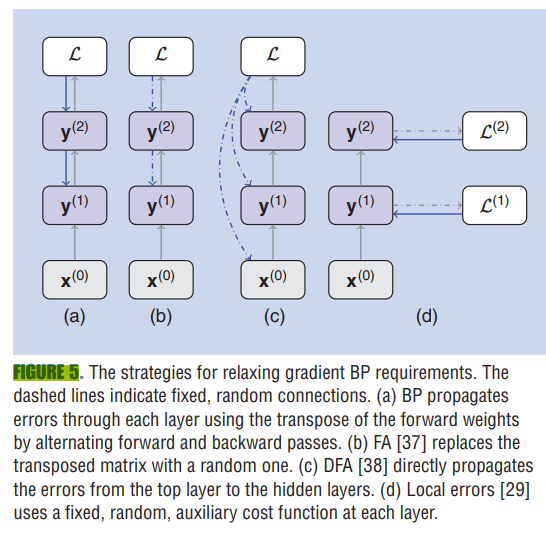 ℒ ℒ ℒ
y(2) y(2) y(2) y(2) ℒ(2)
y(1) y(1) y(1) y(1) ℒ(1)
x(0) x(0) x(0) x(0)
(a) (b) (c) (d)
FIGURE 5. The strategies for relaxing gradient BP requirements. The
dashed lines indicate fixed, random connections. (a) BP propagates
errors through each layer using the transpose of the forward weights
by alternating forward and backward passes. (b) FA [37] replaces the
transposed matrix with a random one. (c) DFA [38] directly propagates
the errors from the top layer to the hidden layers. (d) Local errors [29]
uses a fixed, random, auxiliary cost function at each layer.